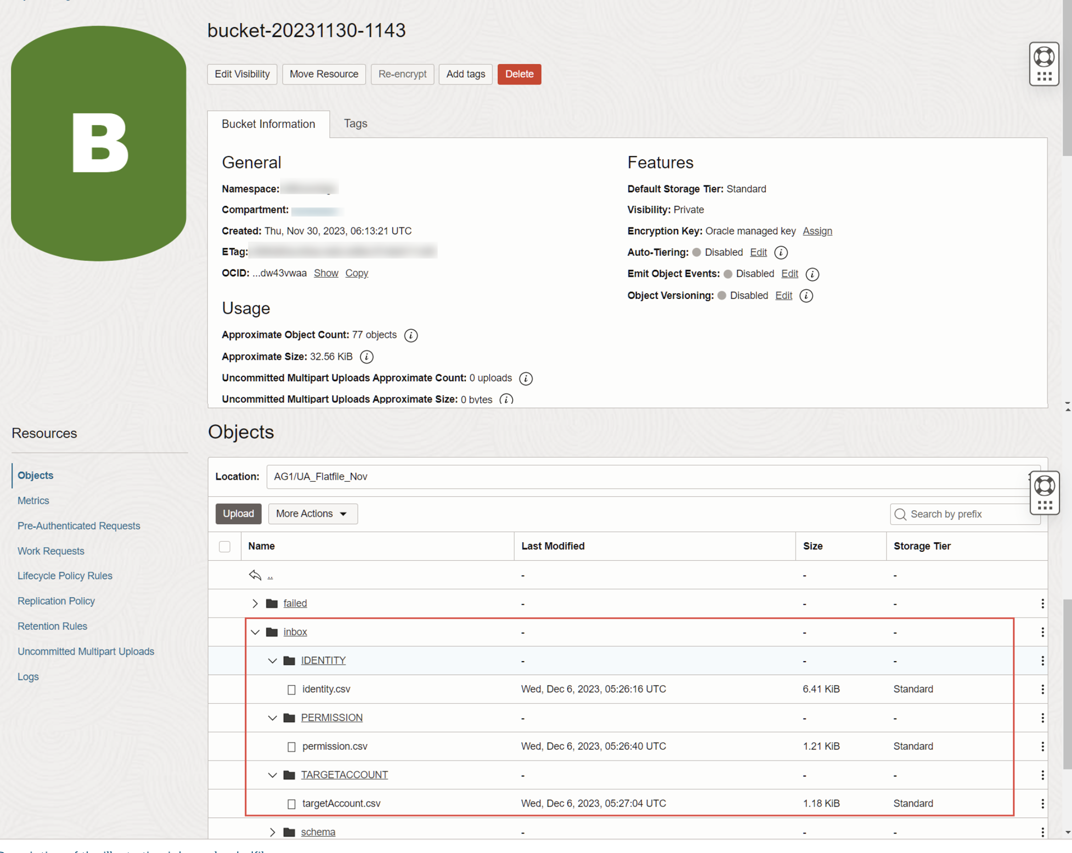 bucket-20231130-1143
Edit Visibility Move Resource Re-encrypt Add tags Delete
B
Bucket Information Tags
General
Namespace:
Compartment:
Created: Thu, Nov 30, 2023, 06:13:21 UTC
ETag:
OCID: ...dw43vwaa Show Copy
Usage
Approximate Object Count: 77 objects
Approximate Size: 32.56 KiB
Uncommitted Multipart Uploads Approximate Count: 0 uploads
Uncommitted Multipart Uploads Approximate Size: 0 bytes
Features
Default Storage Tier: Standard
Visibility: Private
Encryption Key: Oracle managed key Assign
Auto-Tiering: Disabled Edit
Emit Object Events: Disabled Edit
Object Versioning: Disabled Edit
Resources
Objects
Metrics
Pre-Authenticated Requests
Work Requests
Lifecycle Policy Rules
Replication Policy
Retention Rules
Uncommitted Multipart Uploads
Logs
Objects
Location: AG1/UA_Flatfile_Nov
Upload More Actions Search by prefix
Name Last Modified Size Storage Tier
.. - - -
failed - - -
inbox - - -
IDENTITY - - -
identity.csv Wed, Dec 6, 2023, 05:26:16 UTC 6.41 KiB Standard
PERMISSION - - -
permission.csv Wed, Dec 6, 2023, 05:26:40 UTC 1.21 KiB Standard
TARGETACCOUNT - - -
targetAccount.csv Wed, Dec 6, 2023, 05:27:04 UTC 1.18 KiB Standard
schema - - -